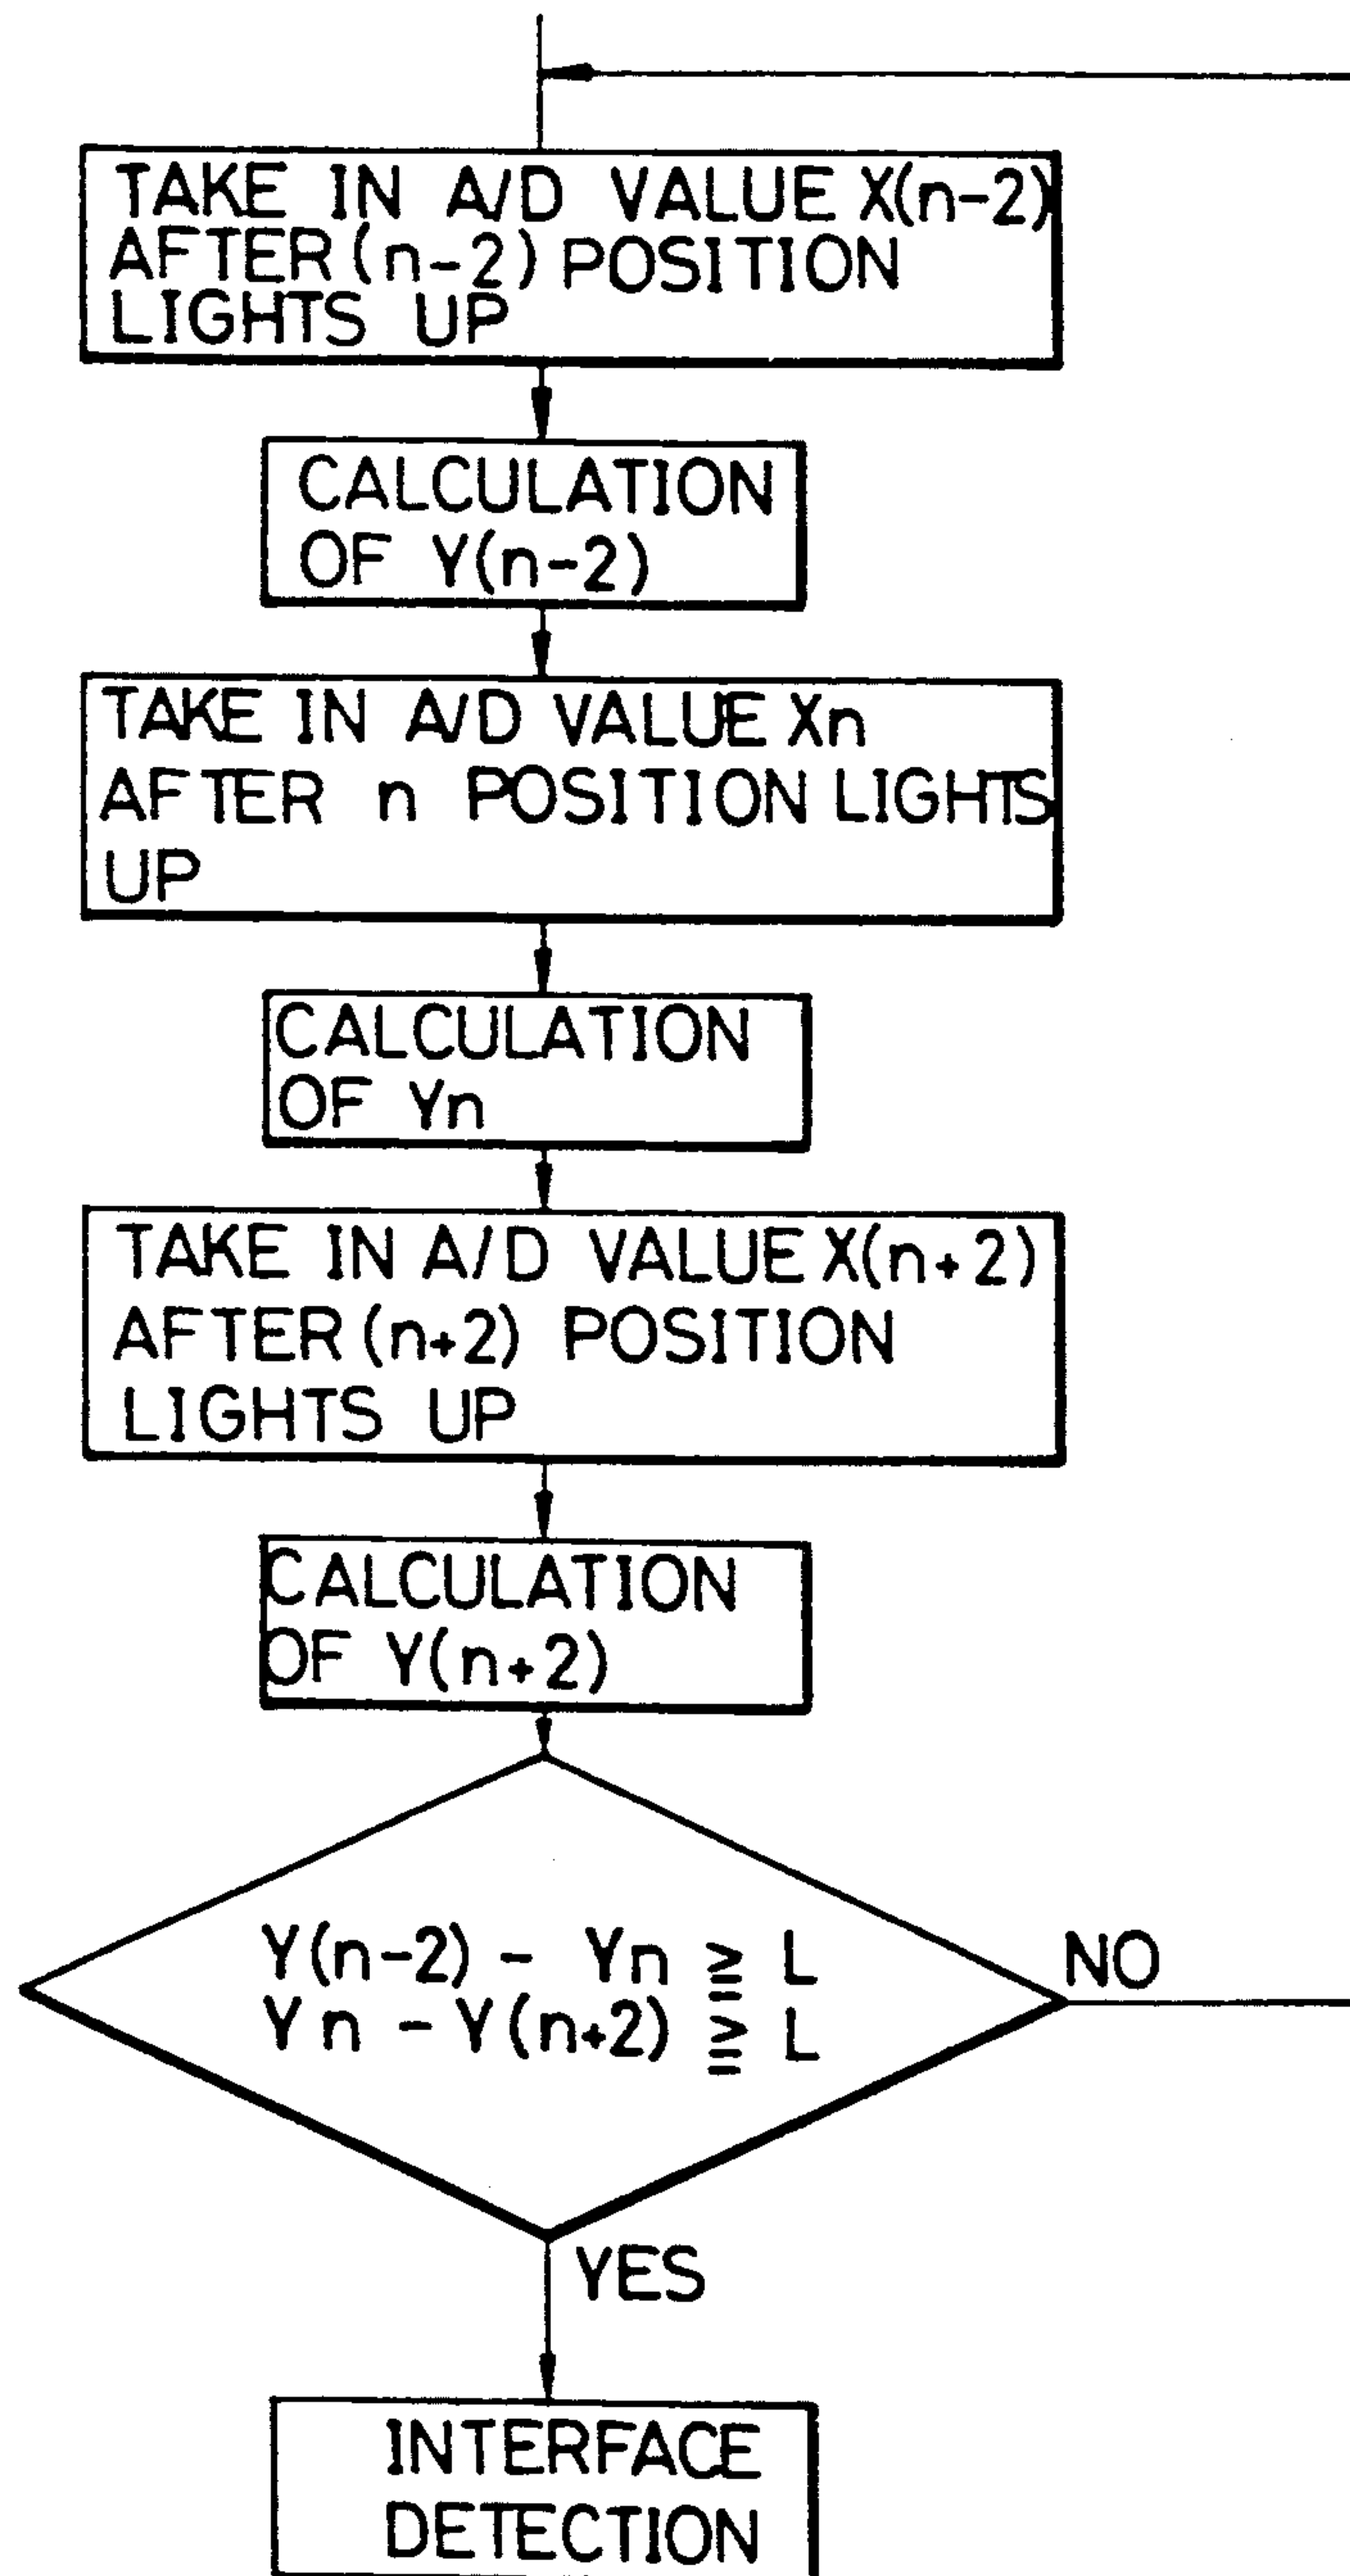 TAKE IN A/D VALUE X(n-2)
AFTER (n-2) POSITION
LIGHTS UP
CALCULATION
OF Y(n-2)
TAKE IN A/D VALUE Xn
AFTER n POSITION LIGHTS
UP
CALCULATION
OF Yn
TAKE IN A/D VALUE X(n+2)
AFTER (n+2) POSITION
LIGHTS UP
CALCULATION
OF Y(n+2)
Y(n-2) - Yn ≧ L
Yn - Y(n+2) ≧ L
NO
YES
INTERFACE
DETECTION